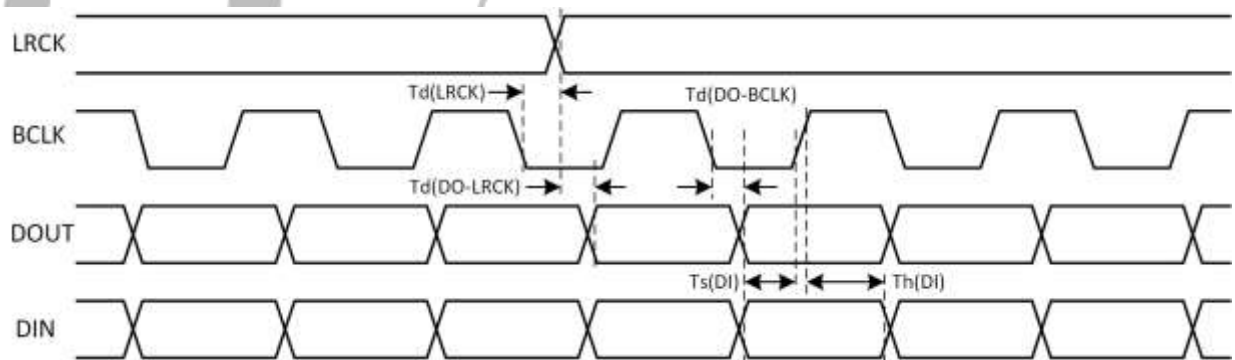 LRCK
Td(LRCK)
Td(DO-BCLK)
BCLK
Td(DO-LRCK)
DOUT
Ts(DI)
Th(DI)
DIN